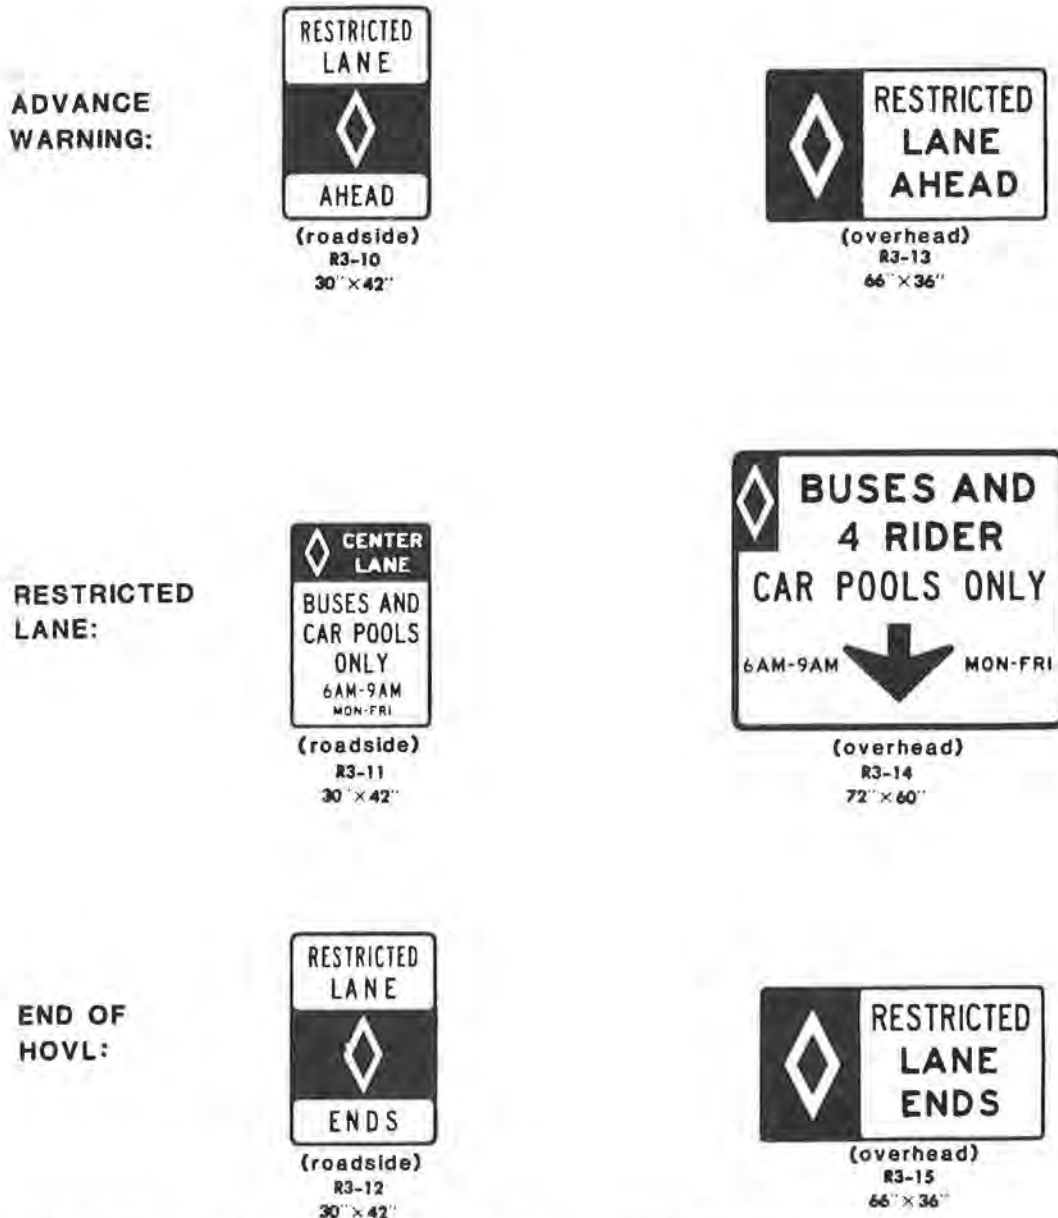 ADVANCE
WARNING:
RESTRICTED
LANE
AHEAD
(roadside)
R3-10
30"×42"
RESTRICTED
LANE
AHEAD
(overhead)
R3-13
66"×36"
RESTRICTED
LANE:
CENTER
LANE
BUSES AND
CAR POOLS
ONLY
6AM-9AM
MON-FRI
(roadside)
R3-11
30"×42"
BUSES AND
4 RIDER
CAR POOLS ONLY
6AM-9AM MON-FRI
(overhead)
R3-14
72"×60"
END OF
HOVL:
RESTRICTED
LANE
ENDS
(roadside)
R3-12
30"×42"
RESTRICTED
LANE
ENDS
(overhead)
R3-15
66"×36"